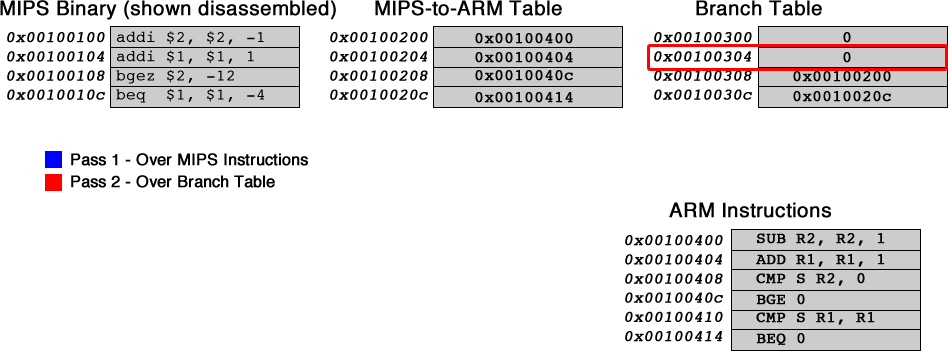 MIPS Binary (shown disassembled) MIPS-to-ARM Table Branch Table
0x00100100 addi $2, $2, -1 0x00100200 0x00100400 0x00100300 0
0x00100104 addi $1, $1, 1 0x00100204 0x00100404 0x00100304 0
0x00100108 bgez $2, -12 0x00100208 0x0010040c 0x00100308 0x00100200
0x0010010c beq $1, $1, -4 0x0010020c 0x00100414 0x0010030c 0x0010020c
Pass 1 - Over MIPS Instructions
Pass 2 - Over Branch Table
ARM Instructions
0x00100400 SUB R2, R2, 1
0x00100404 ADD R1, R1, 1
0x00100408 CMP S R2, 0
0x0010040c BGE 0
0x00100410 CMP S R1, R1
0x00100414 BEQ 0